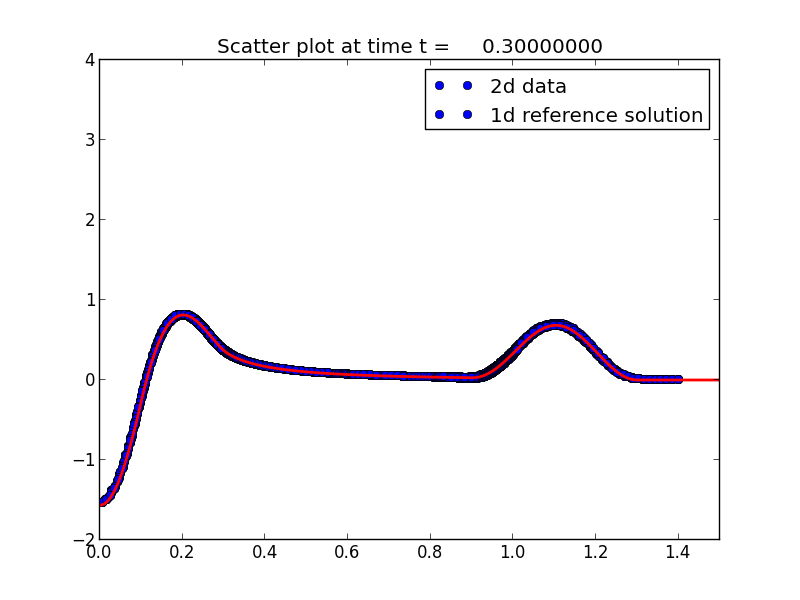 Scatter plot at time t = 0.30000000
2d data
1d reference solution
4
3
2
1
0
−1
−2
0.0 0.2 0.4 0.6 0.8 1.0 1.2 1.4